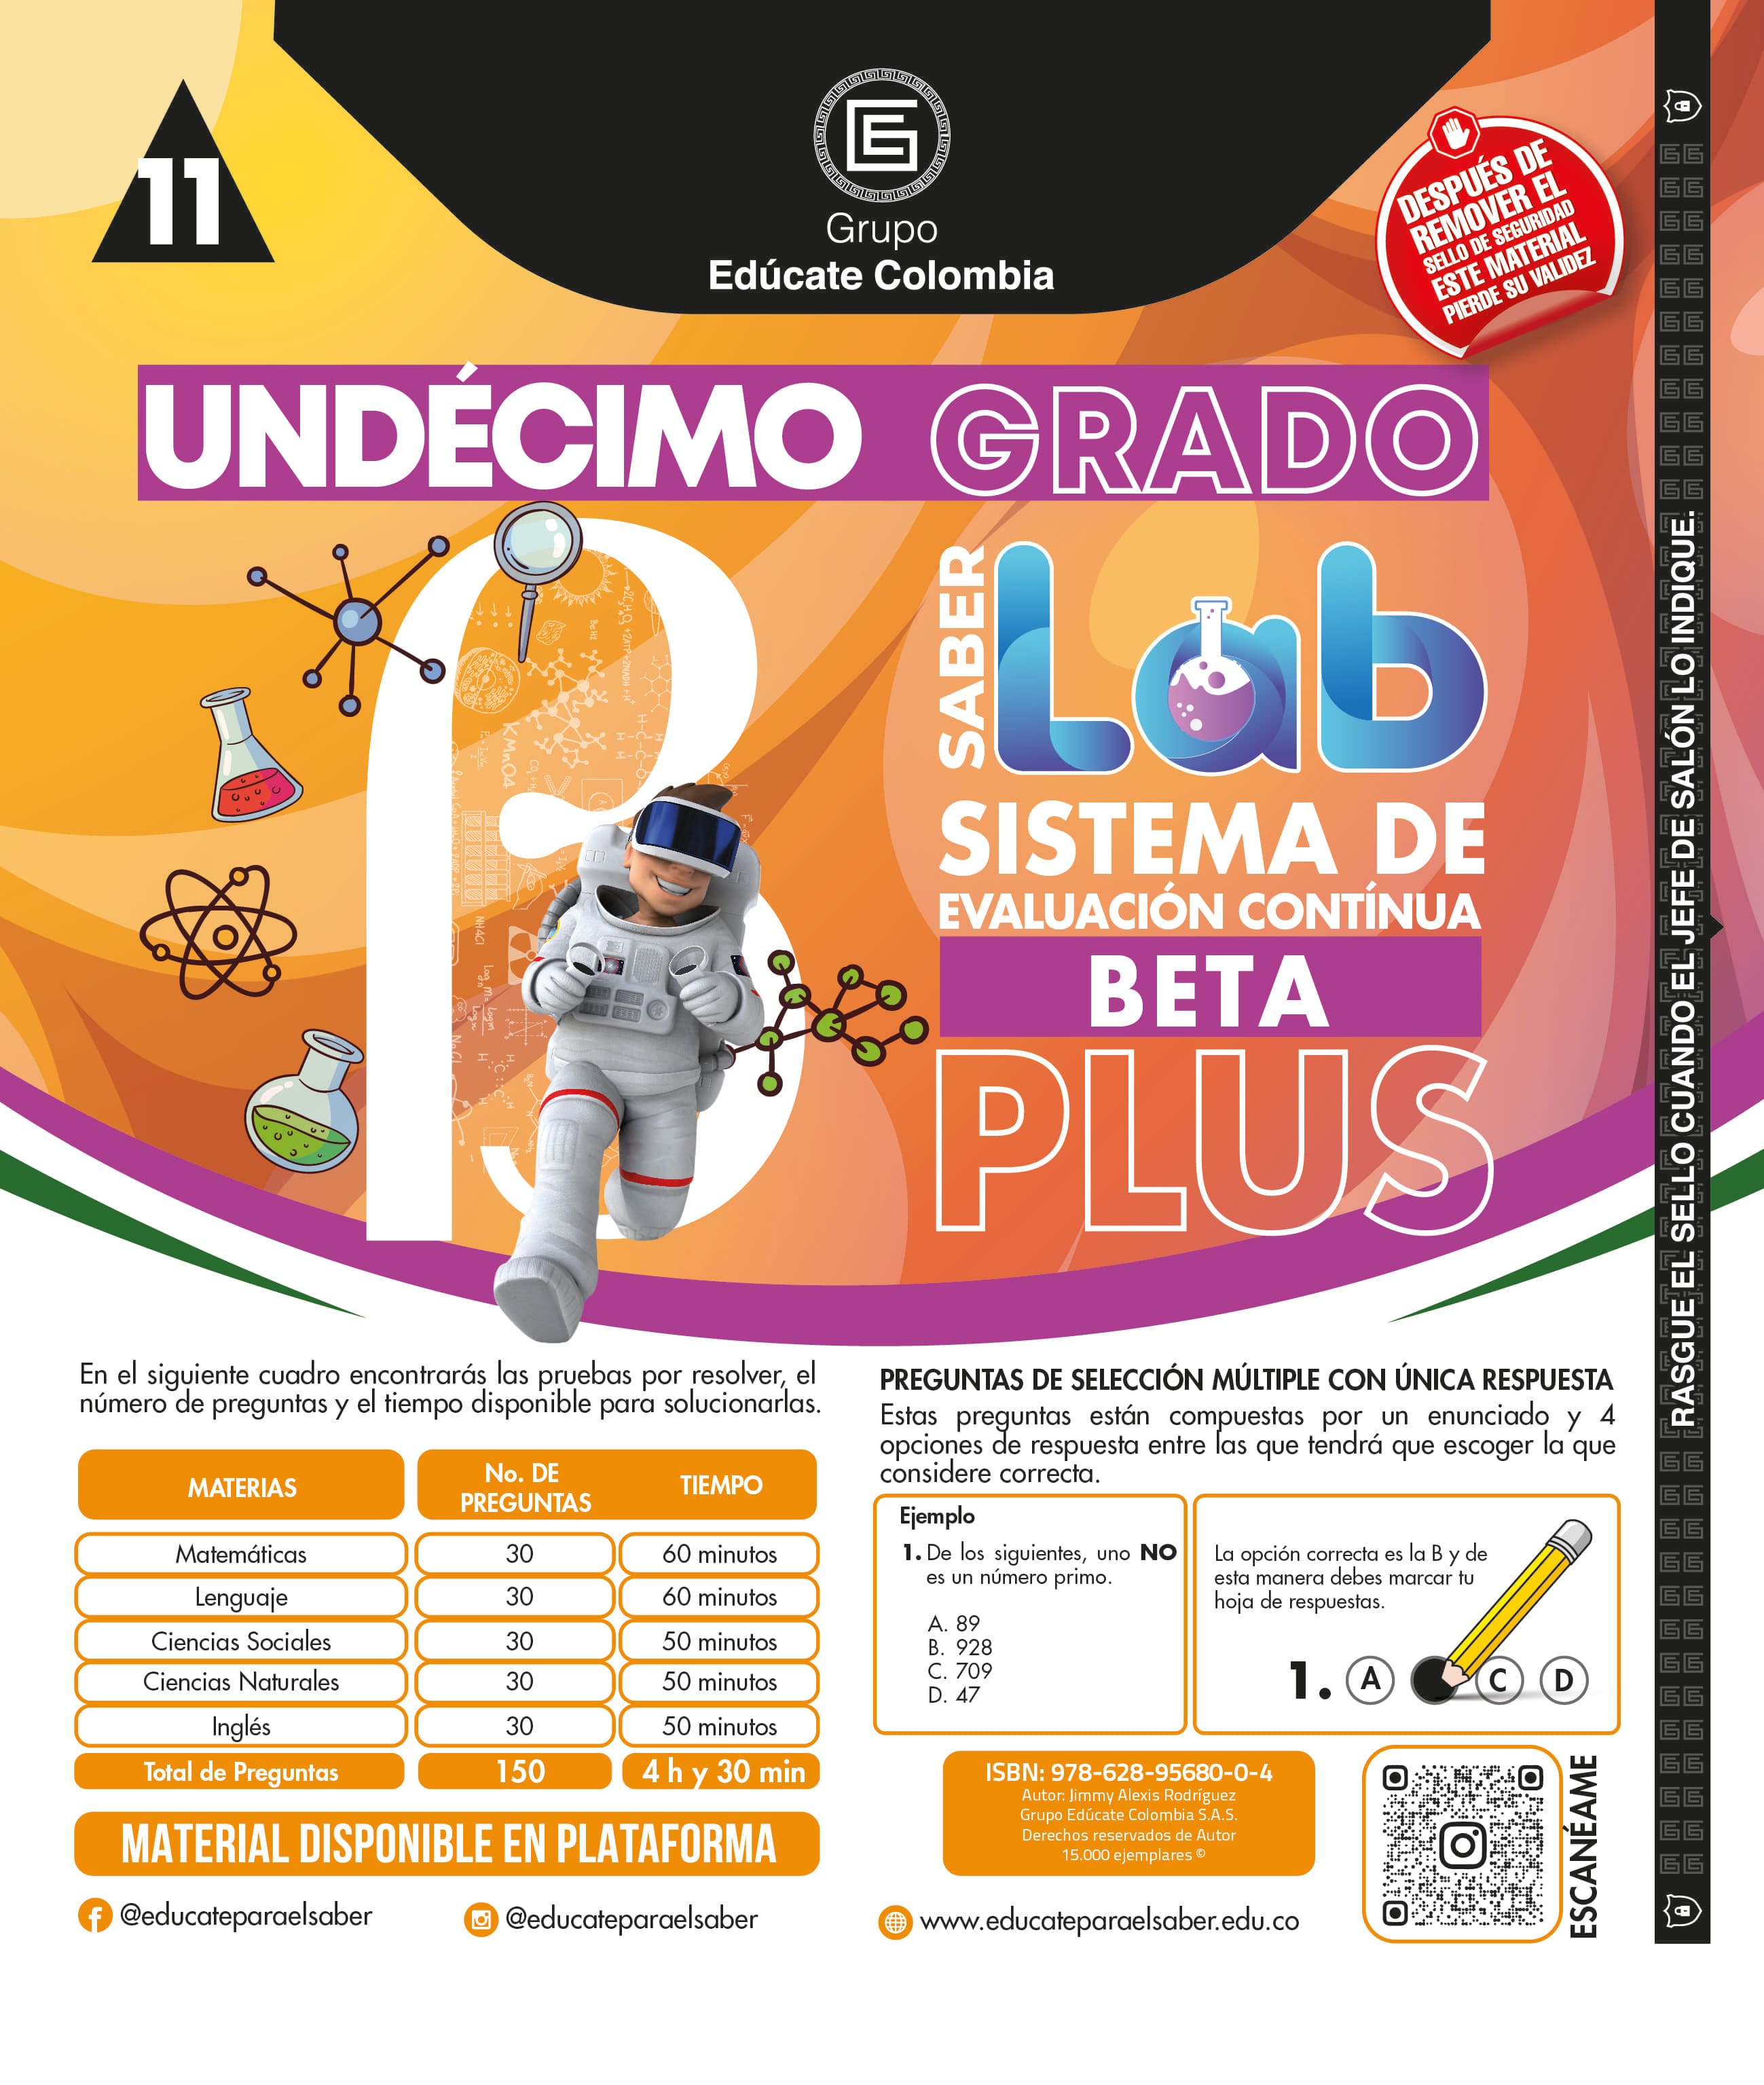 11
Grupo
Edúcate Colombia
DESPUÉS DE
REMOVER EL
SELLO DE SEGURIDAD
ESTE MATERIAL
PIERDE SU VALIDEZ
UNDÉCIMO GRADO
SABER
Lab
SISTEMA DE
EVALUACIÓN CONTÍNUA
BETA
PLUS
RASGUE EL SELLO CUANDO EL JEFE DE SALÓN LO INDIQUE.
En el siguiente cuadro encontrarás las pruebas por resolver, el
número de preguntas y el tiempo disponible para solucionarlas.
MATERIAS No. DE PREGUNTAS TIEMPO
Matemáticas 30 60 minutos
Lenguaje 30 60 minutos
Ciencias Sociales 30 50 minutos
Ciencias Naturales 30 50 minutos
Inglés 30 50 minutos
Total de Preguntas 150 4 h y 30 min
MATERIAL DISPONIBLE EN PLATAFORMA
@educateparaelsaber
@educateparaelsaber
PREGUNTAS DE SELECCIÓN MÚLTIPLE CON ÚNICA RESPUESTA
Estas preguntas están compuestas por un enunciado y 4
opciones de respuesta entre las que tendrá que escoger la que
considere correcta.
Ejemplo
1. De los siguientes, uno NO
es un número primo.
A. 89
B. 928
C. 709
D. 47
La opción correcta es la B y de
esta manera debes marcar tu
hoja de respuestas.
1. A C D
ISBN: 978-628-95680-0-4
Autor: Jimmy Alexis Rodríguez
Grupo Edúcate Colombia S.A.S.
Derechos reservados de Autor
15.000 ejemplares ©
www.educateparaelsaber.edu.co
ESCANÉAME